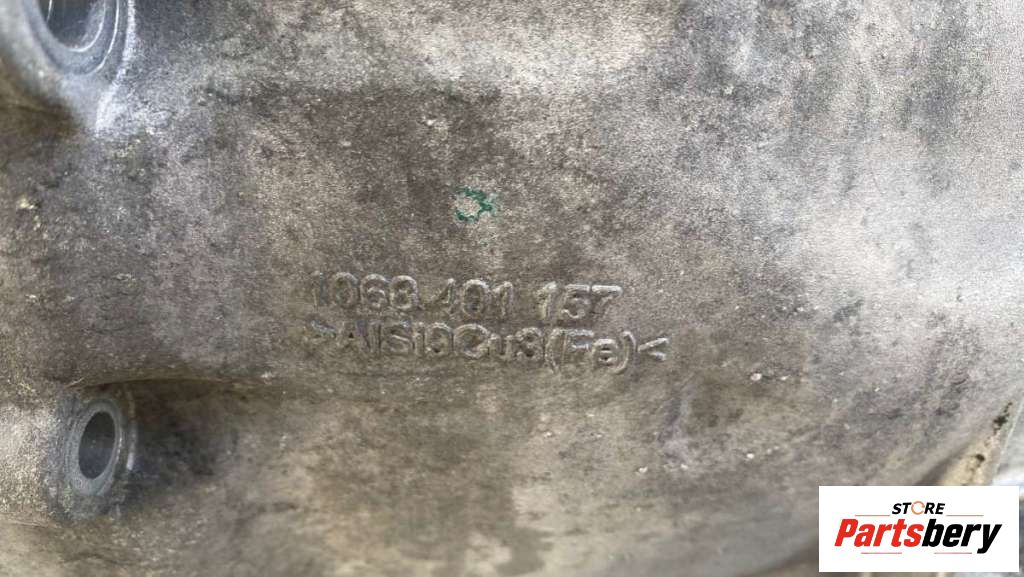 1068.401 157
>AlSi9Cu3(Fe)<
STORE
Partsbery